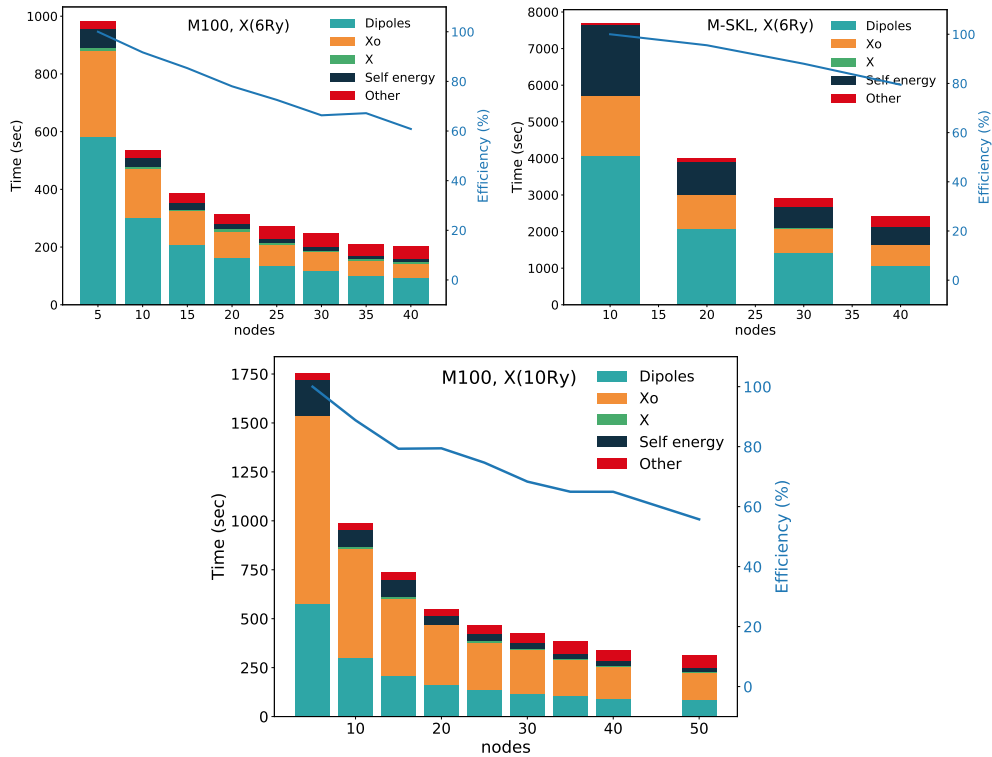 M100, X(6Ry)
Dipoles
Xo
X
Self energy
Other
Time (sec)
1000
800
600
400
200
0
5 10 15 20 25 30 35 40
nodes
100
80
60
40
20
0
Efficiency (%)
M-SKL, X(6Ry)
Dipoles
Xo
X
Self energy
Other
Time (sec)
8000
7000
6000
5000
4000
3000
2000
1000
0
10 15 20 25 30 35 40
nodes
100
80
60
40
20
0
Efficiency (%)
M100, X(10Ry)
Dipoles
Xo
X
Self energy
Other
Time (sec)
1750
1500
1250
1000
750
500
250
0
10 20 30 40 50
nodes
100
80
60
40
20
0
Efficiency (%)